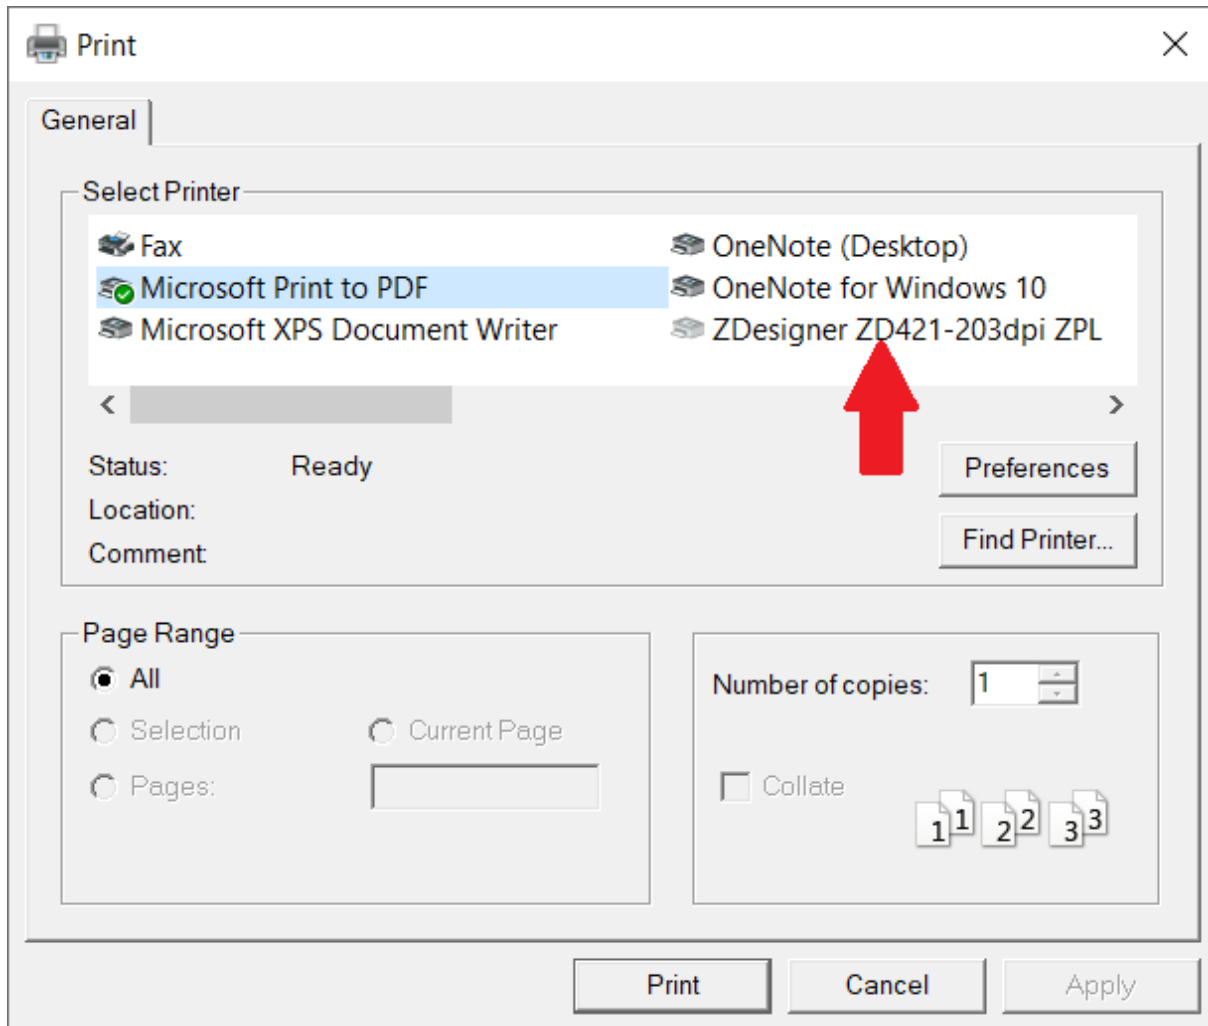 Print
General
Select Printer
Fax
Microsoft Print to PDF
Microsoft XPS Document Writer
OneNote (Desktop)
OneNote for Windows 10
ZDesigner ZD421-203dpi ZPL
Status: Ready
Location:
Comment:
Preferences
Find Printer...
Page Range
All
Selection Current Page
Pages:
Number of copies: 1
Collate
1 1 2 2 3 3
Print Cancel Apply